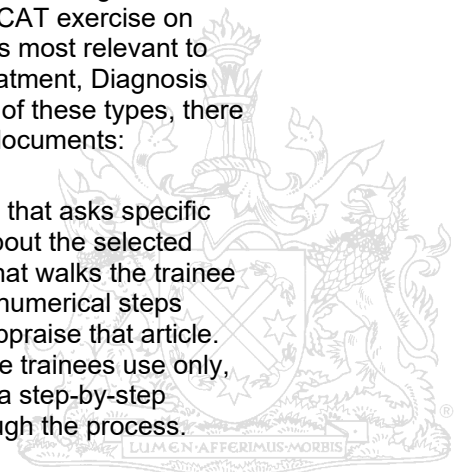 CAT exercise on
s most relevant to
atment, Diagnosis
of these types, there
documents:
that asks specific
bout the selected
hat walks the trainee
numerical steps
ppraise that article.
e trainees use only,
a step-by-step
ugh the process.
LUMEN·AFFERIMUS·MORBIS
®